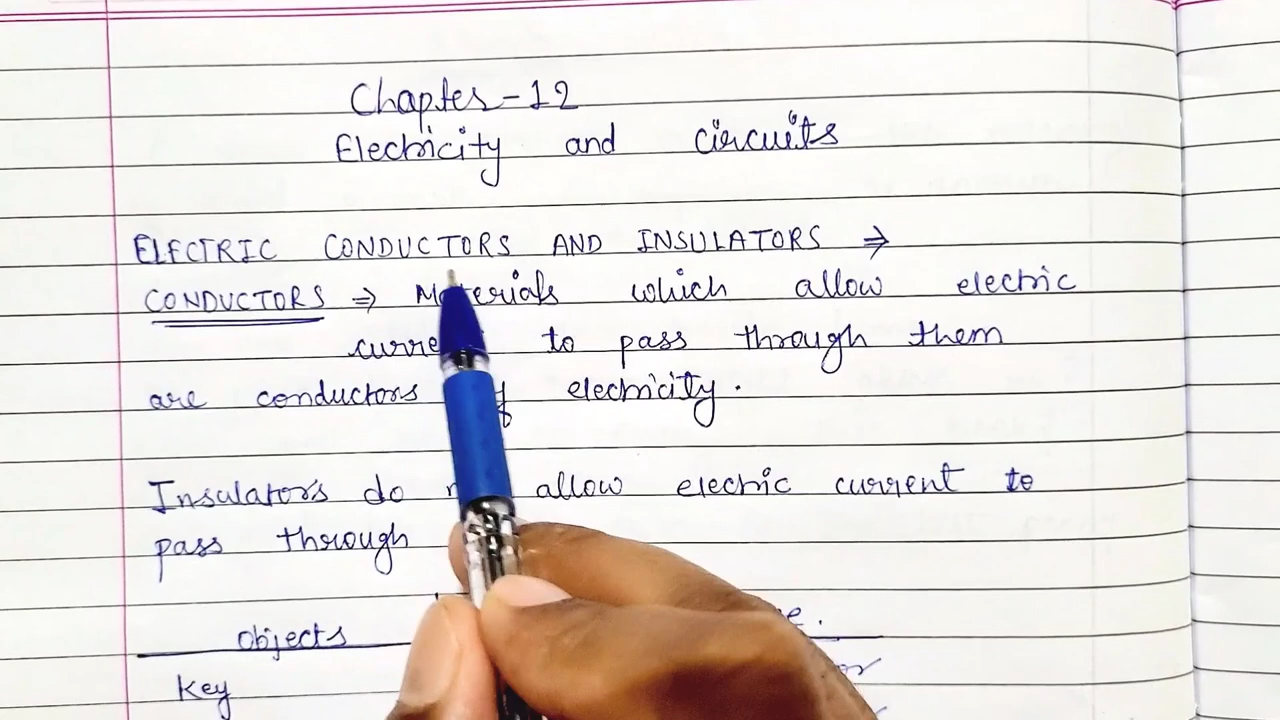 Chapter-12
Electricity and circuits
ELECTRIC CONDUCTORS AND INSULATORS ⇒
CONDUCTORS ⇒ Materials which allow electric
to pass through them
are conductors electricity.
Insulators do allow electric current to
pass through
Objects
Key